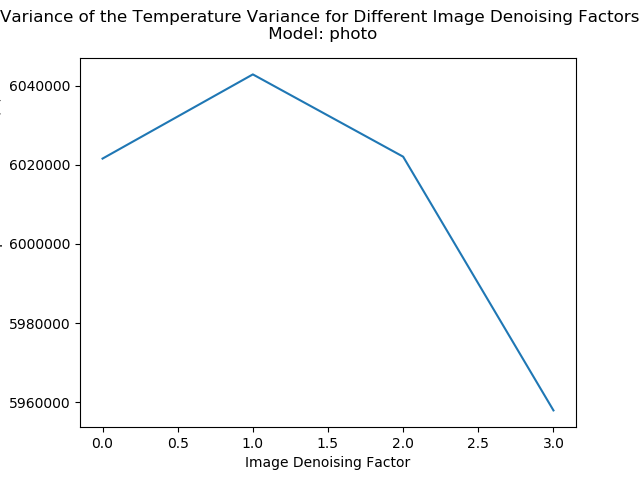 Variance of the Temperature Variance for Different Image Denoising Factors
Model: photo
6040000
6020000
6000000
5980000
5960000
0.0 0.5 1.0 1.5 2.0 2.5 3.0
Image Denoising Factor